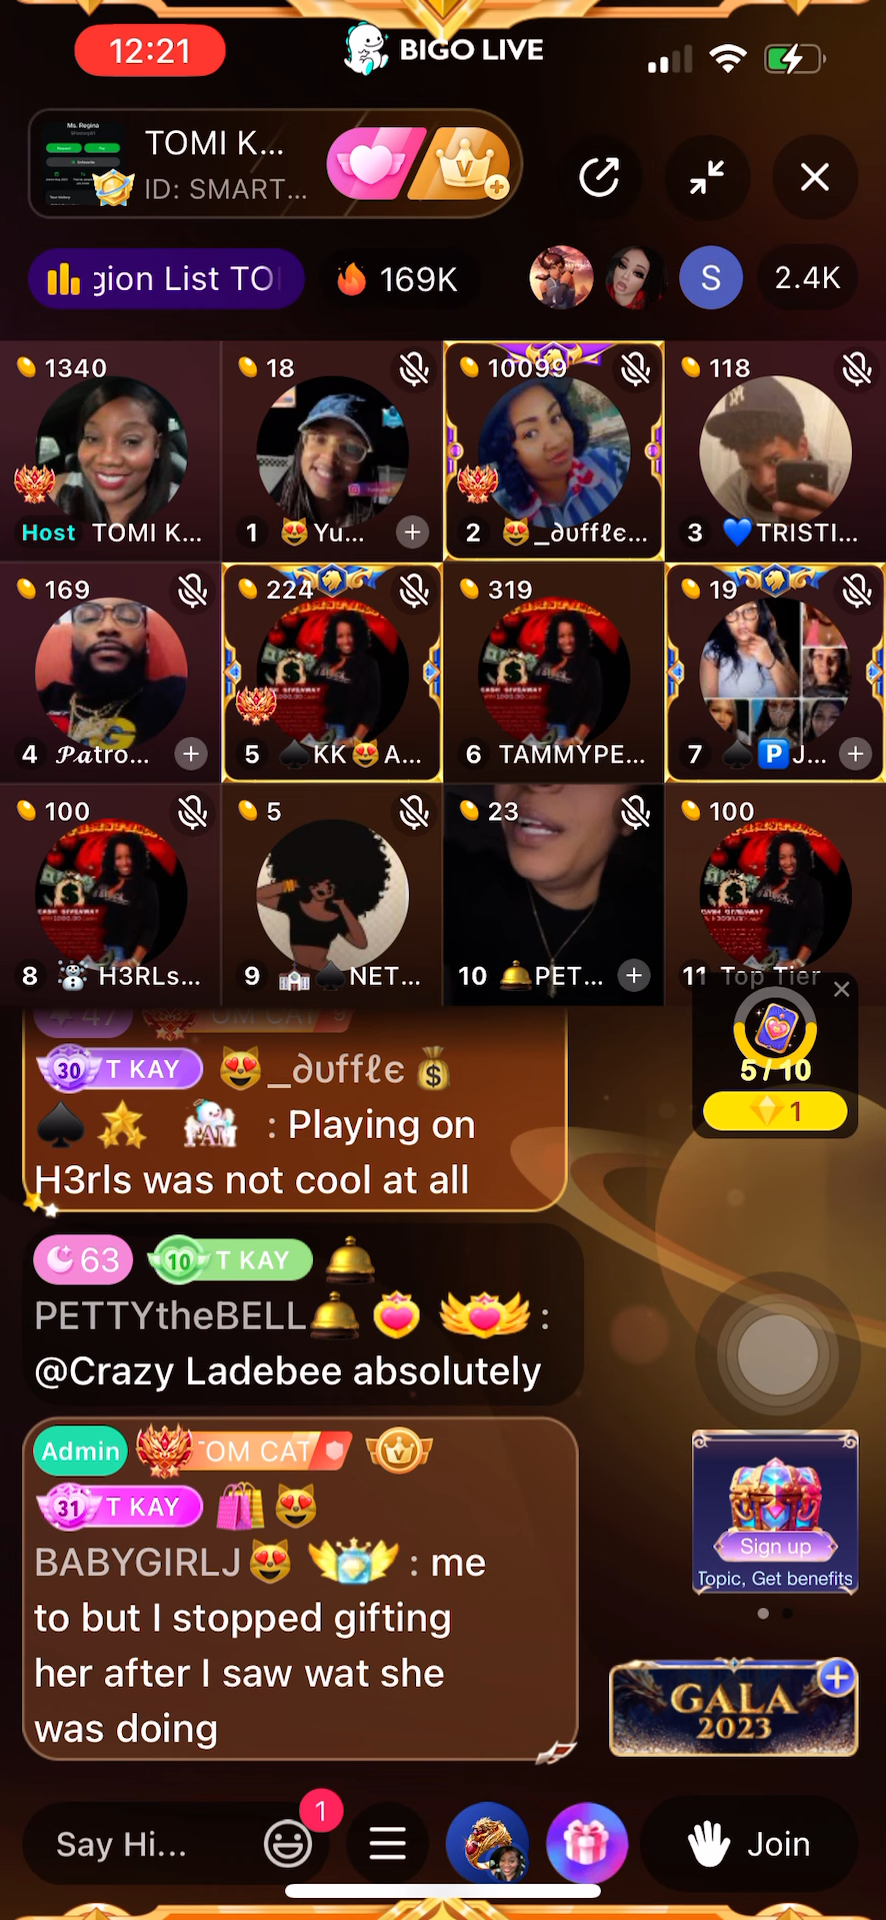 12:21
BIGO LIVE
Ms. Regina
TOMI K...
ID: SMART...
V
gion List TO
169K
S
2.4K
1340
18
10099
118
Host TOMI K...
1 Yu...
2 _∂υffℓє...
3 TRISTI...
169
224
319
19
4 𝓟𝓪tro...
5 KK A...
6 TAMMYPE...
7 P J...
100
5
23
100
8 H3RLs...
9 NET...
10 PET...
11 Top Tier
5/10
1
30 T KAY _∂υffℓє
: Playing on
H3rls was not cool at all
63 10 T KAY
PETTYtheBELL :
@Crazy Ladebee absolutely
Admin TOM CAT
31 T KAY
BABYGIRLJ : me
to but I stopped gifting
her after I saw wat she
was doing
Sign up
Topic, Get benefits
GALA
2023
Say Hi...
1
Join